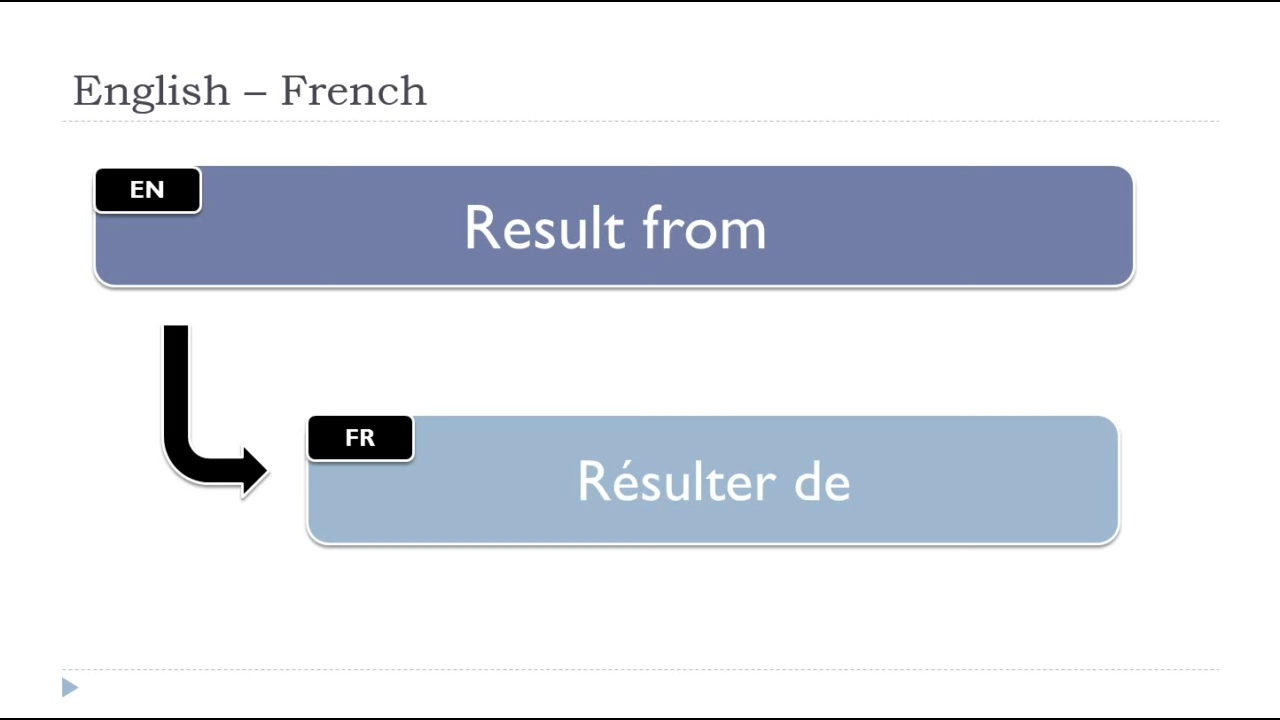 English – French
EN
Result from
FR
Résulter de